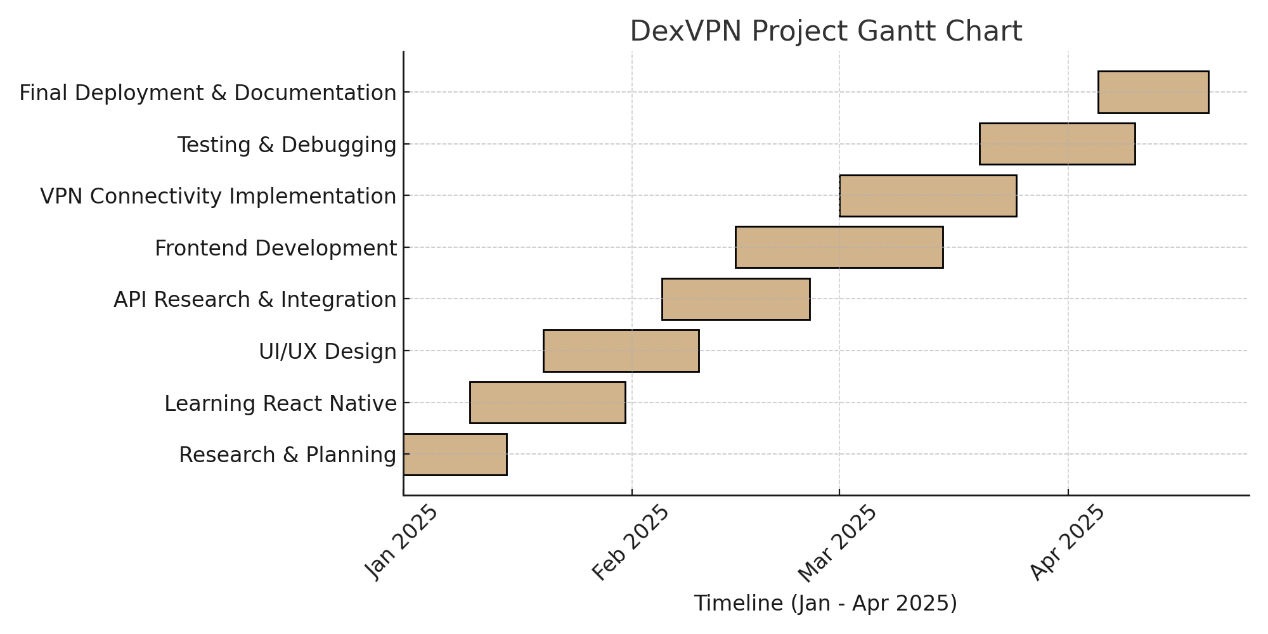 DexVPN Project Gantt Chart
Final Deployment & Documentation
Testing & Debugging
VPN Connectivity Implementation
Frontend Development
API Research & Integration
UI/UX Design
Learning React Native
Research & Planning
Jan 2025
Feb 2025
Mar 2025
Apr 2025
Timeline (Jan - Apr 2025)